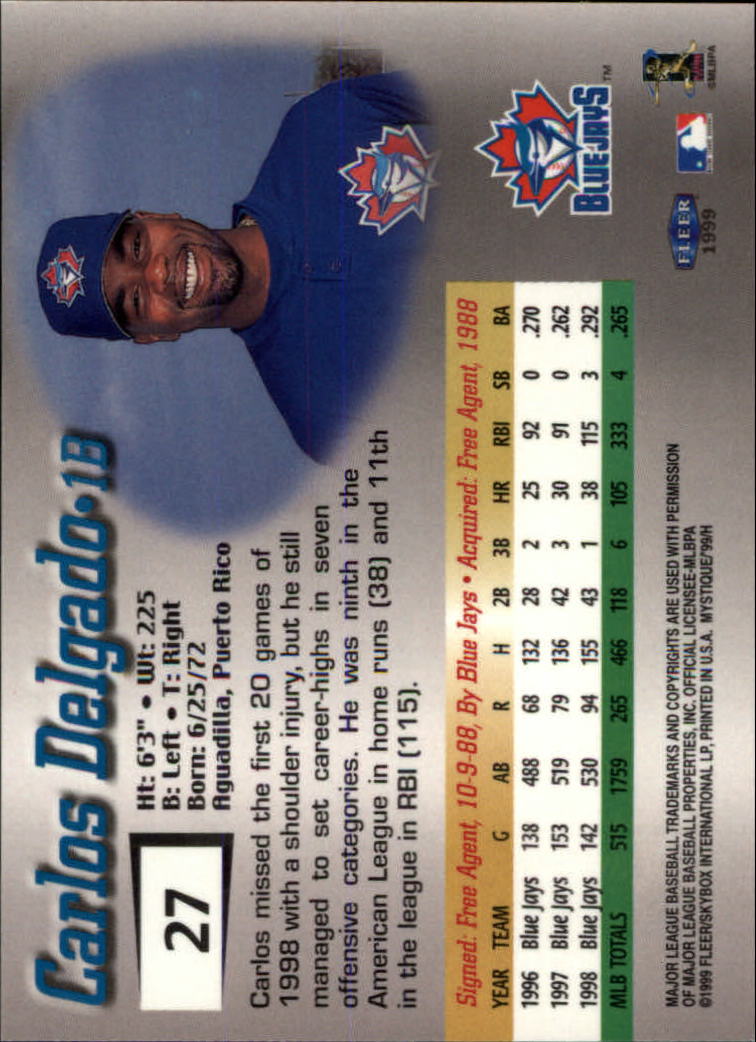 Carlos Delgado•1B
27
Ht: 6'3" • Wt: 225
B: Left • T: Right
Born: 6/25/72
Aguadilla, Puerto Rico
Carlos missed the first 20 games of
1998 with a shoulder injury, but he still
managed to set career-highs in seven
offensive categories. He was ninth in the
American League in home runs (38) and 11th
in the league in RBI (115).
BLUE JAYS TM
Signed: Free Agent, 10-9-88, By Blue Jays • Acquired: Free Agent, 1988
YEAR TEAM G AB R H 2B 3B HR RBI SB BA
1996 Blue Jays 138 488 68 132 28 2 25 92 0 .270
1997 Blue Jays 153 519 79 136 42 3 30 91 0 .262
1998 Blue Jays 142 530 94 155 43 1 38 115 3 .292
MLB TOTALS 515 1759 265 466 118 6 105 333 4 .265
MAJOR LEAGUE BASEBALL TRADEMARKS AND COPYRIGHTS ARE USED WITH PERMISSION
OF MAJOR LEAGUE BASEBALL PROPERTIES, INC. OFFICIAL LICENSEE-MLBPA
©1999 FLEER/SKYBOX INTERNATIONAL LP, PRINTED IN U.S.A. MYSTIQUE/'99/H
FLEER
1999
©MLBPA